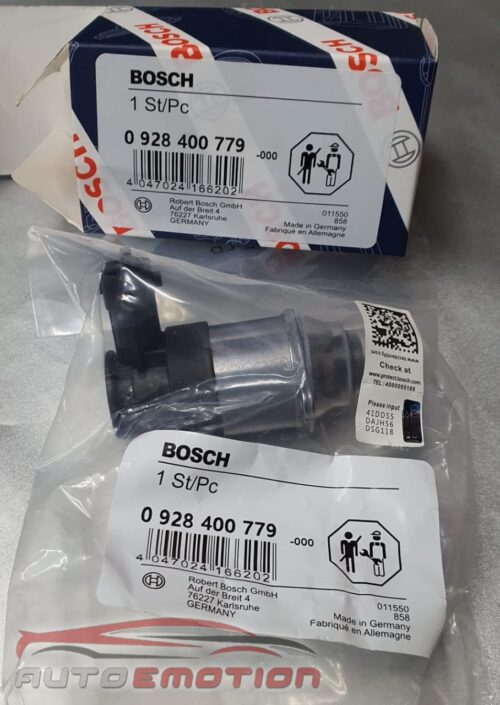 BOSCH
BOSCH
1 St/Pc
0 928 400 779
-000
4 047024 166202
Robert Bosch GmbH
Auf der Breit 4
76227 Karlsruhe
GERMANY
011550
858
Made in Germany
Fabriqué en Allemagne
Check at
www.protect.bosch.com
Please input
41DD55
DAJH56
DSG118
BOSCH
1 St/Pc
0 928 400 779
-000
4 047024 166202
Robert Bosch GmbH
Auf der Breit 4
76227 Karlsruhe
GERMANY
011550
858
Made in Germany
Fabriqué en Allemagne
AUTOEMOTION